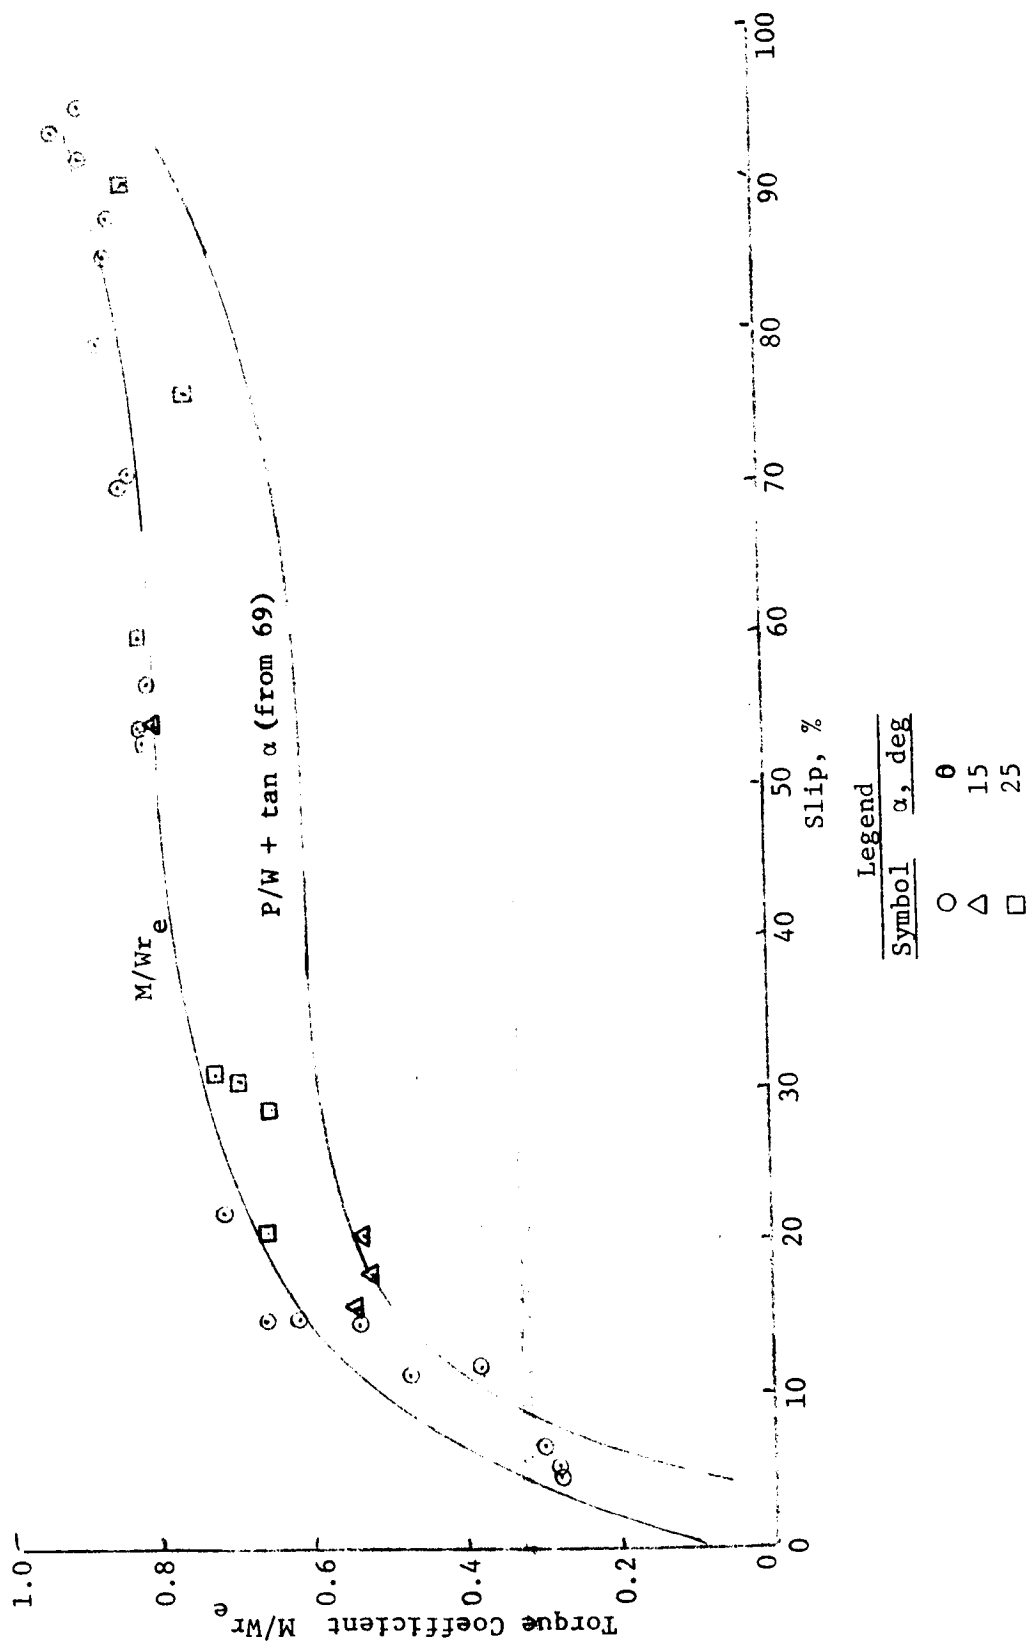 Torque Coefficient M/Wr_e
1.0
0.8
0.6
0.4
0.2
0
M/Wr_e
P/W + tan α (from 69)
0 10 20 30 40 50 60 70 80 90 100
Slip, %
Legend
Symbol α, deg
○ θ
△ 15
□ 25